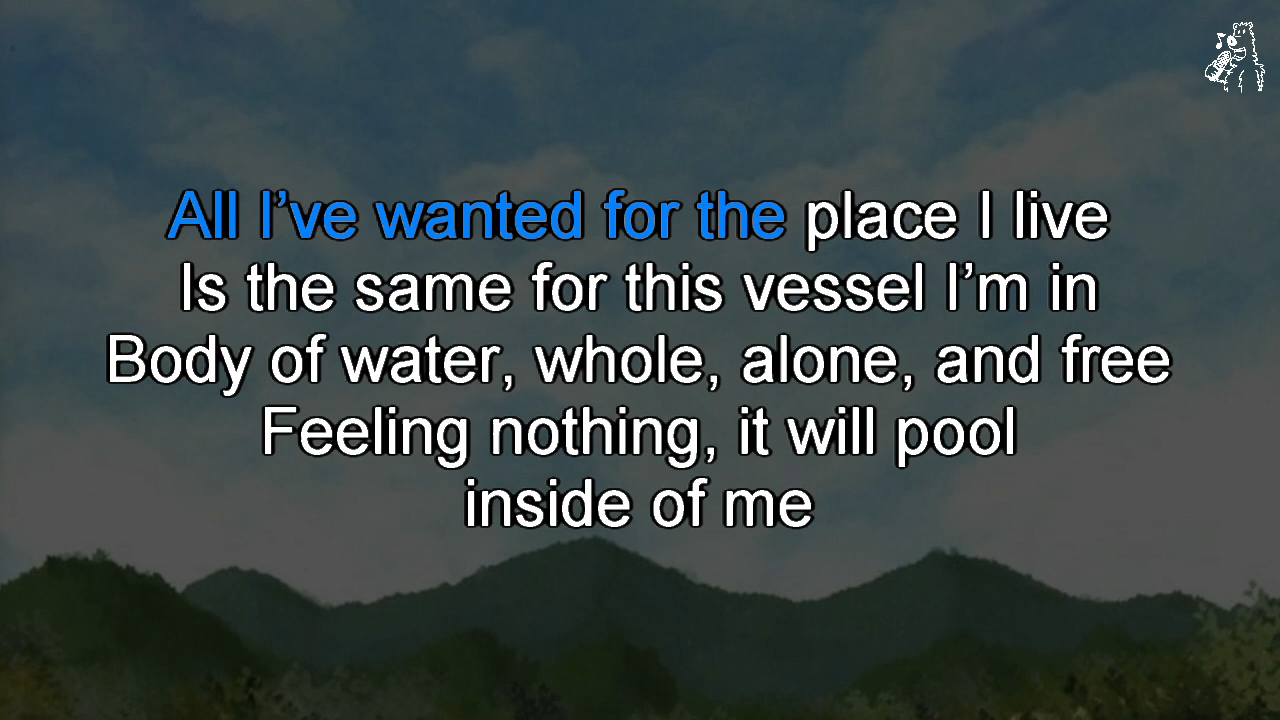 All I’ve wanted for the place I live
Is the same for this vessel I’m in
Body of water, whole, alone, and free
Feeling nothing, it will pool
inside of me